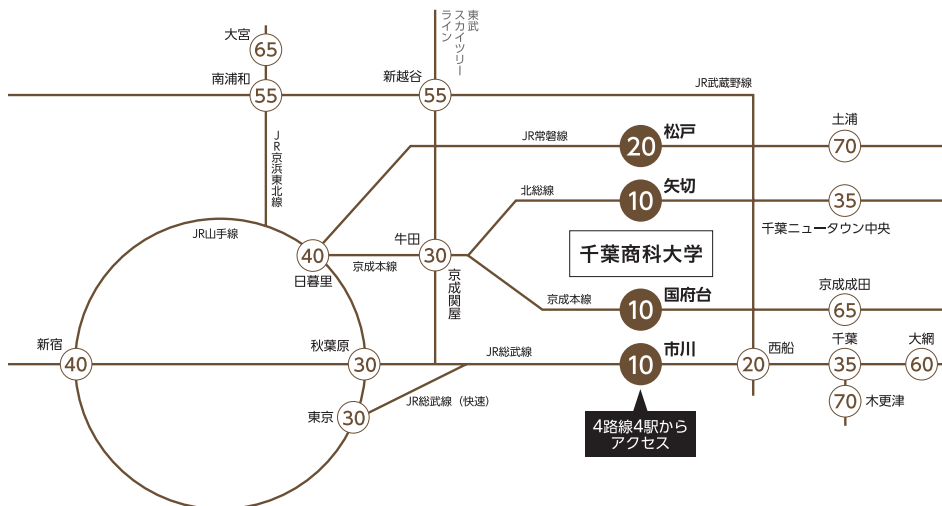 東武
スカイツリー
ライン
大宮
65
南浦和
55
新越谷
55
JR武蔵野線
JR京浜東北線
JR常磐線
20
松戸
土浦
70
北総線
10
矢切
35
千葉ニュータウン中央
JR山手線
40
日暮里
京成本線
牛田
30
京成関屋
千葉商科大学
京成本線
10
国府台
京成成田
65
新宿
40
秋葉原
30
JR総武線
10
市川
西船
20
千葉
35
大網
60
東京
30
JR総武線（快速）
70
木更津
4路線4駅から
アクセス